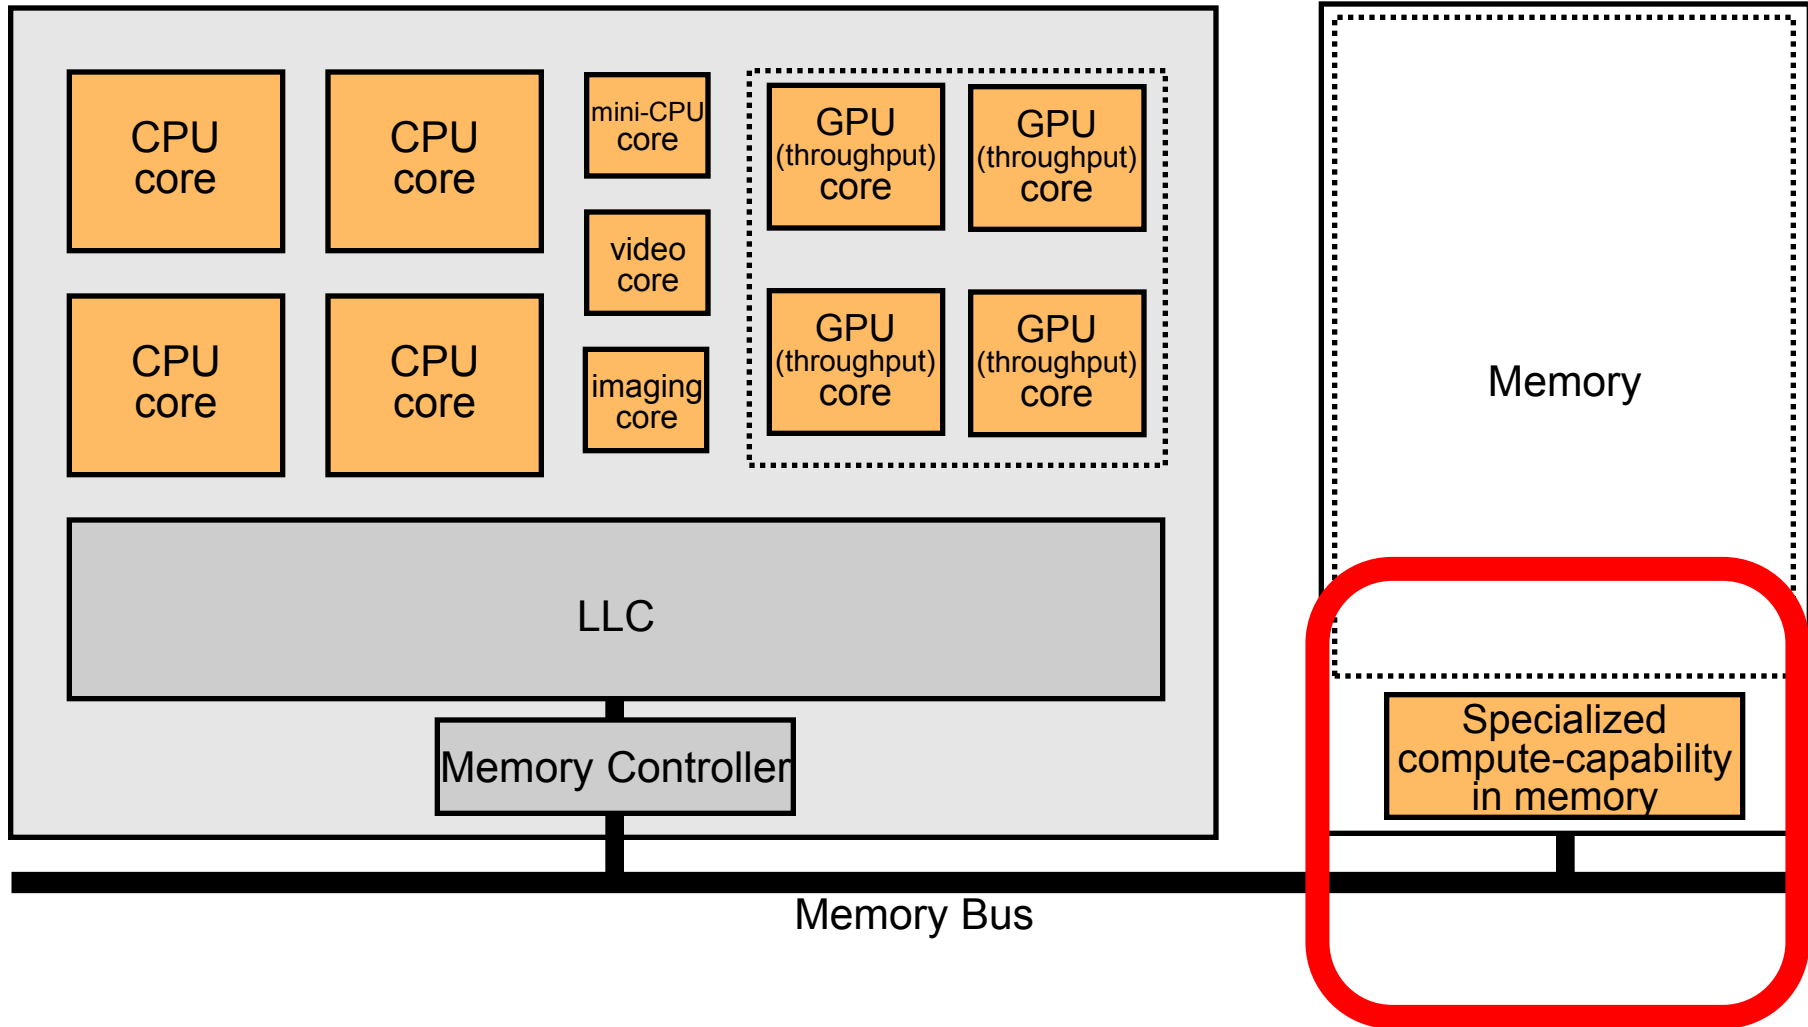 CPU
core
CPU
core
mini-CPU
core
GPU
(throughput)
core
GPU
(throughput)
core
video
core
CPU
core
CPU
core
imaging
core
GPU
(throughput)
core
GPU
(throughput)
core
LLC
Memory Controller
Memory
Specialized
compute-capability
in memory
Memory Bus